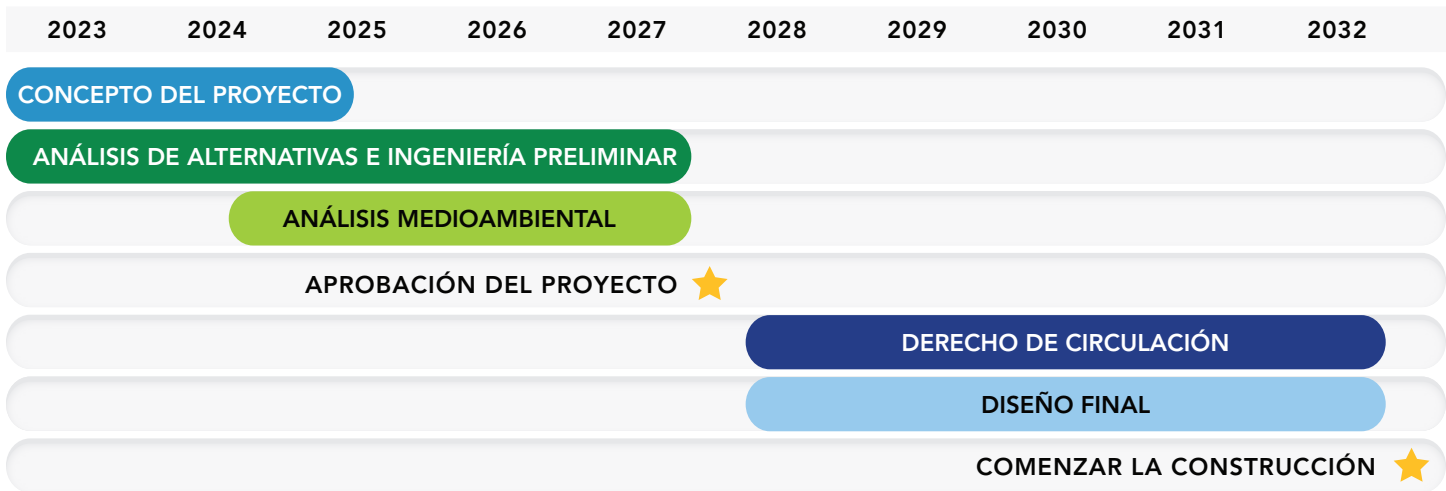 2023 2024 2025 2026 2027 2028 2029 2030 2031 2032
CONCEPTO DEL PROYECTO
ANÁLISIS DE ALTERNATIVAS E INGENIERÍA PRELIMINAR
ANÁLISIS MEDIOAMBIENTAL
APROBACIÓN DEL PROYECTO
DERECHO DE CIRCULACIÓN
DISEÑO FINAL
COMENZAR LA CONSTRUCCIÓN